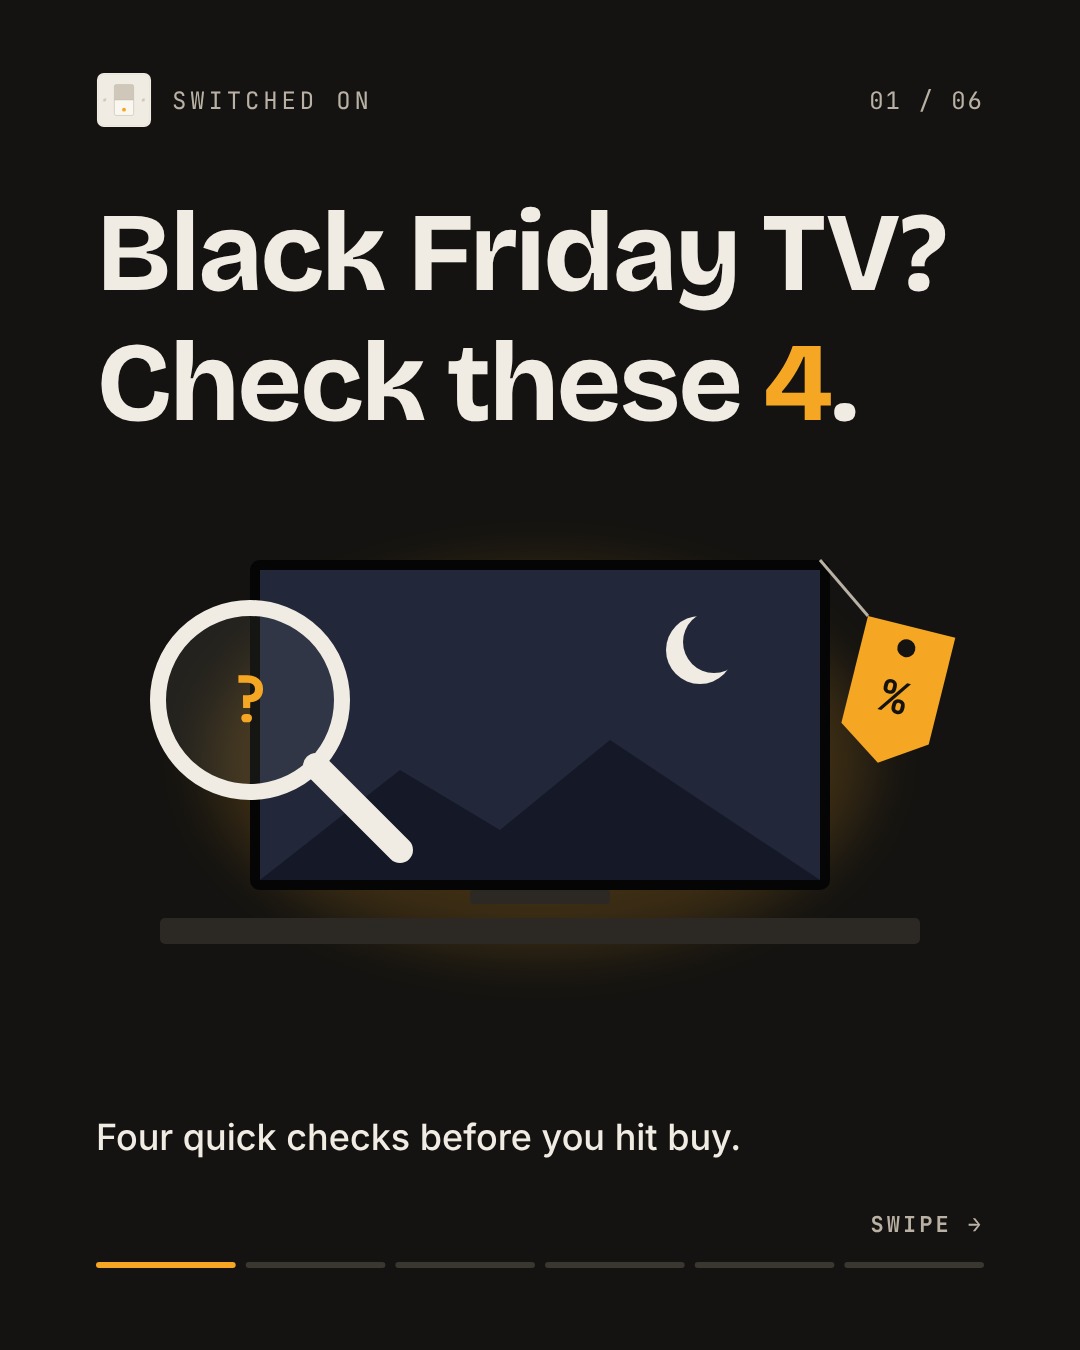 SWITCHED ON
01 / 06
Black Friday TV?
Check these 4.
?
%
Four quick checks before you hit buy.
SWIPE →